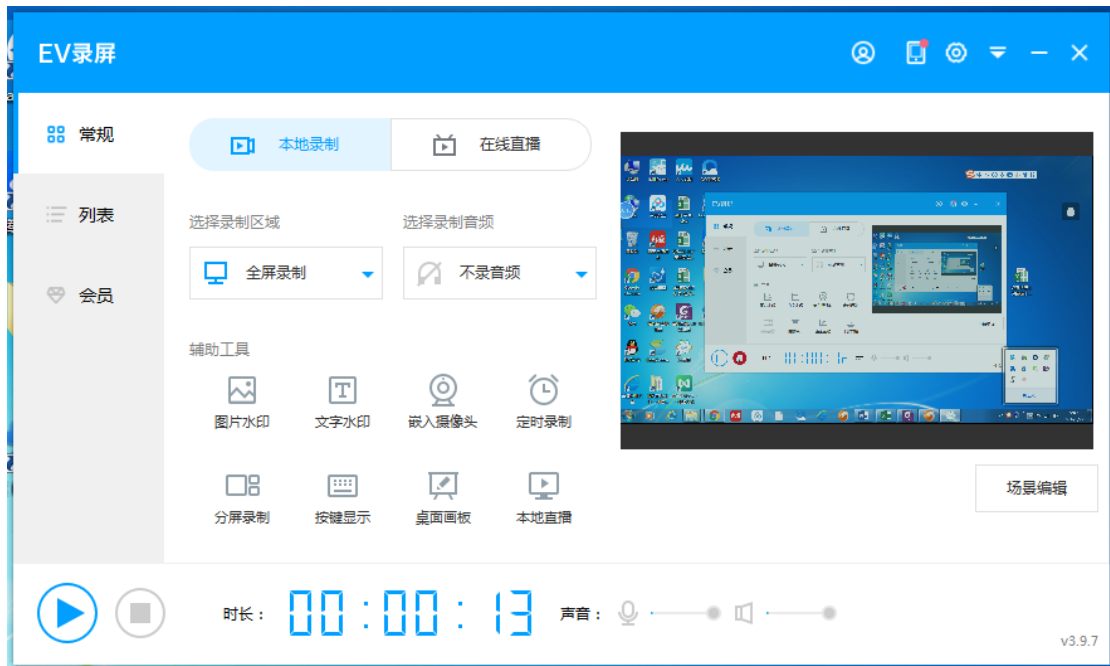 EV录屏
常规
列表
会员
本地录制
在线直播
选择录制区域
选择录制音频
全屏录制
不录音频
辅助工具
图片水印
文字水印
嵌入摄像头
定时录制
分屏录制
按键显示
桌面画板
本地直播
场景编辑
时长：
00:00:13
声音：
v3.9.7